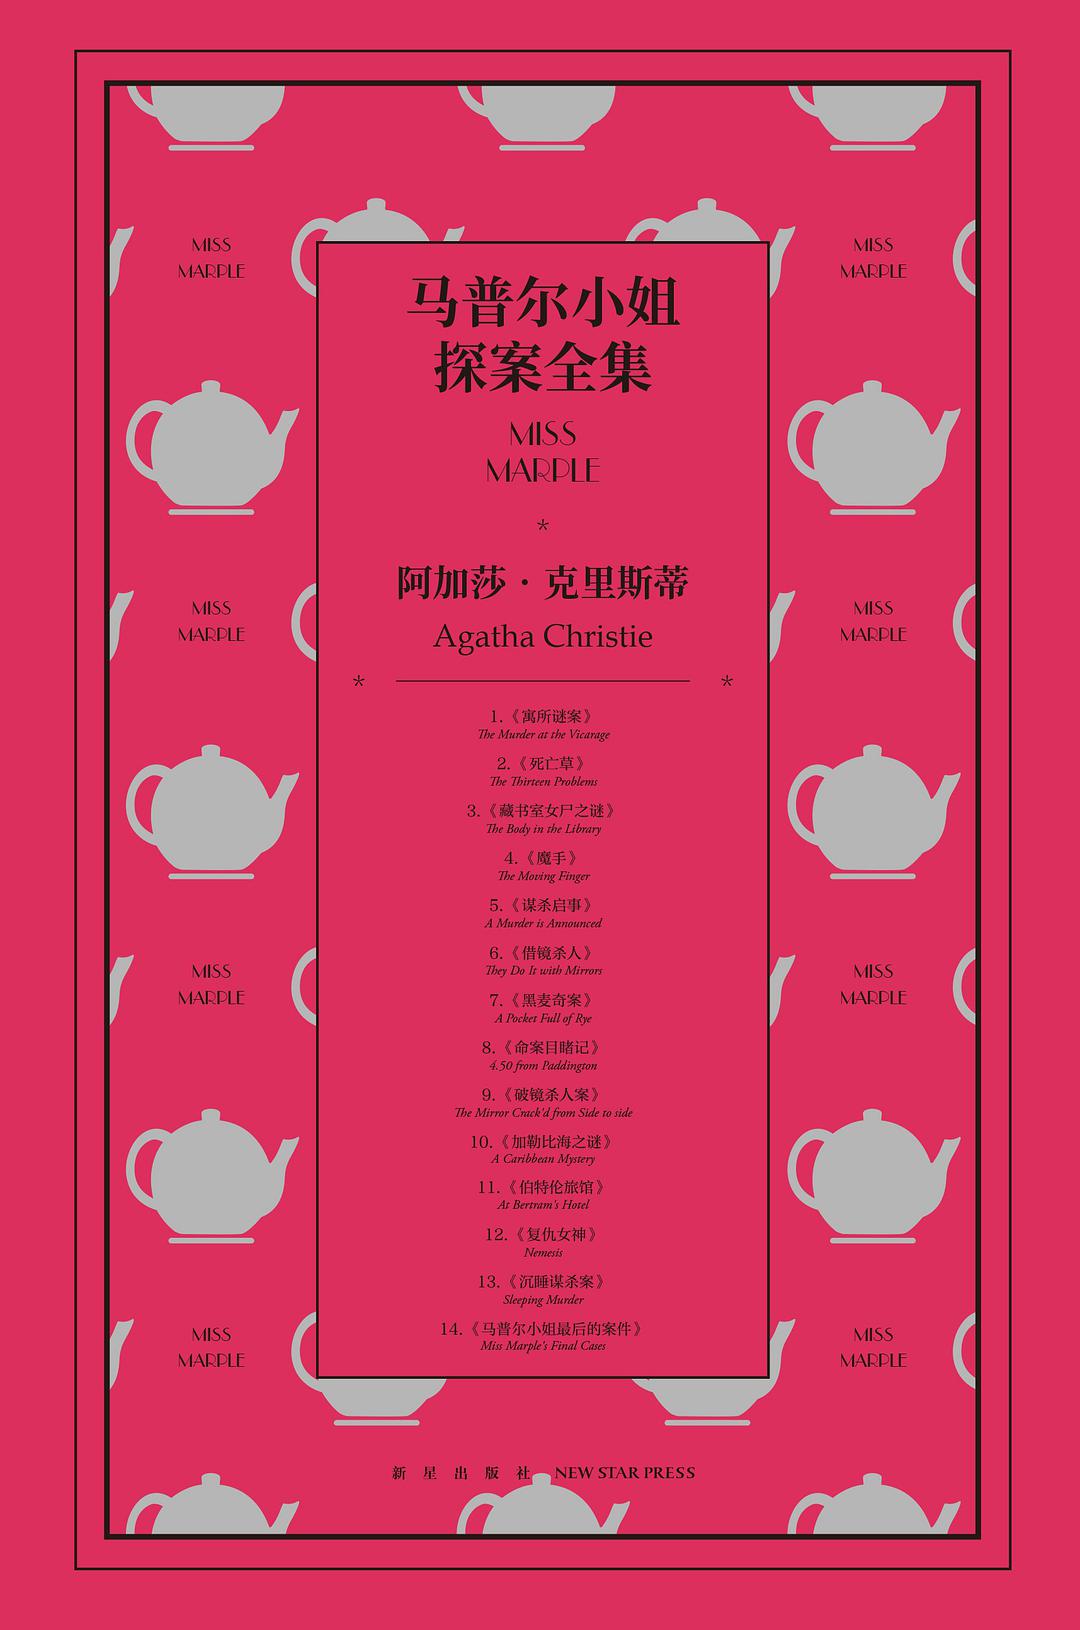 MISS
MARPLE
MISS
MARPLE
马普尔小姐
探案全集
MISS
MARPLE
*
阿加莎·克里斯蒂
Agatha Christie
* *
1.《寓所谜案》
The Murder at the Vicarage
2.《死亡草》
The Thirteen Problems
3.《藏书室女尸之谜》
The Body in the Library
4.《魔手》
The Moving Finger
5.《谋杀启事》
A Murder is Announced
6.《借镜杀人》
They Do It with Mirrors
7.《黑麦奇案》
A Pocket Full of Rye
8.《命案目睹记》
4.50 from Paddington
9.《破镜杀人案》
The Mirror Crack'd from Side to side
10.《加勒比海之谜》
A Caribbean Mystery
11.《伯特伦旅馆》
At Bertram's Hotel
12.《复仇女神》
Nemesis
13.《沉睡谋杀案》
Sleeping Murder
14.《马普尔小姐最后的案件》
Miss Marple's Final Cases
MISS
MARPLE
MISS
MARPLE
MISS
MARPLE
MISS
MARPLE
MISS
MARPLE
MISS
MARPLE
新星出版社 NEW STAR PRESS